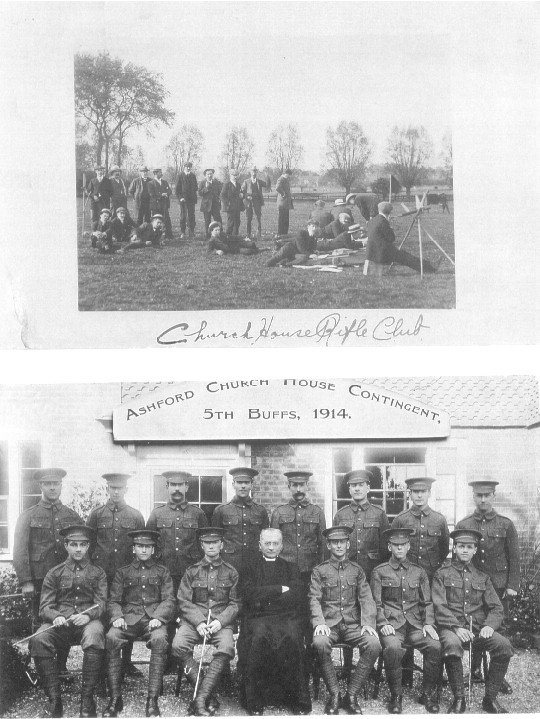 Church House Rifle Club
ASHFORD CHURCH HOUSE CONTINGENT,
5TH BUFFS, 1914.